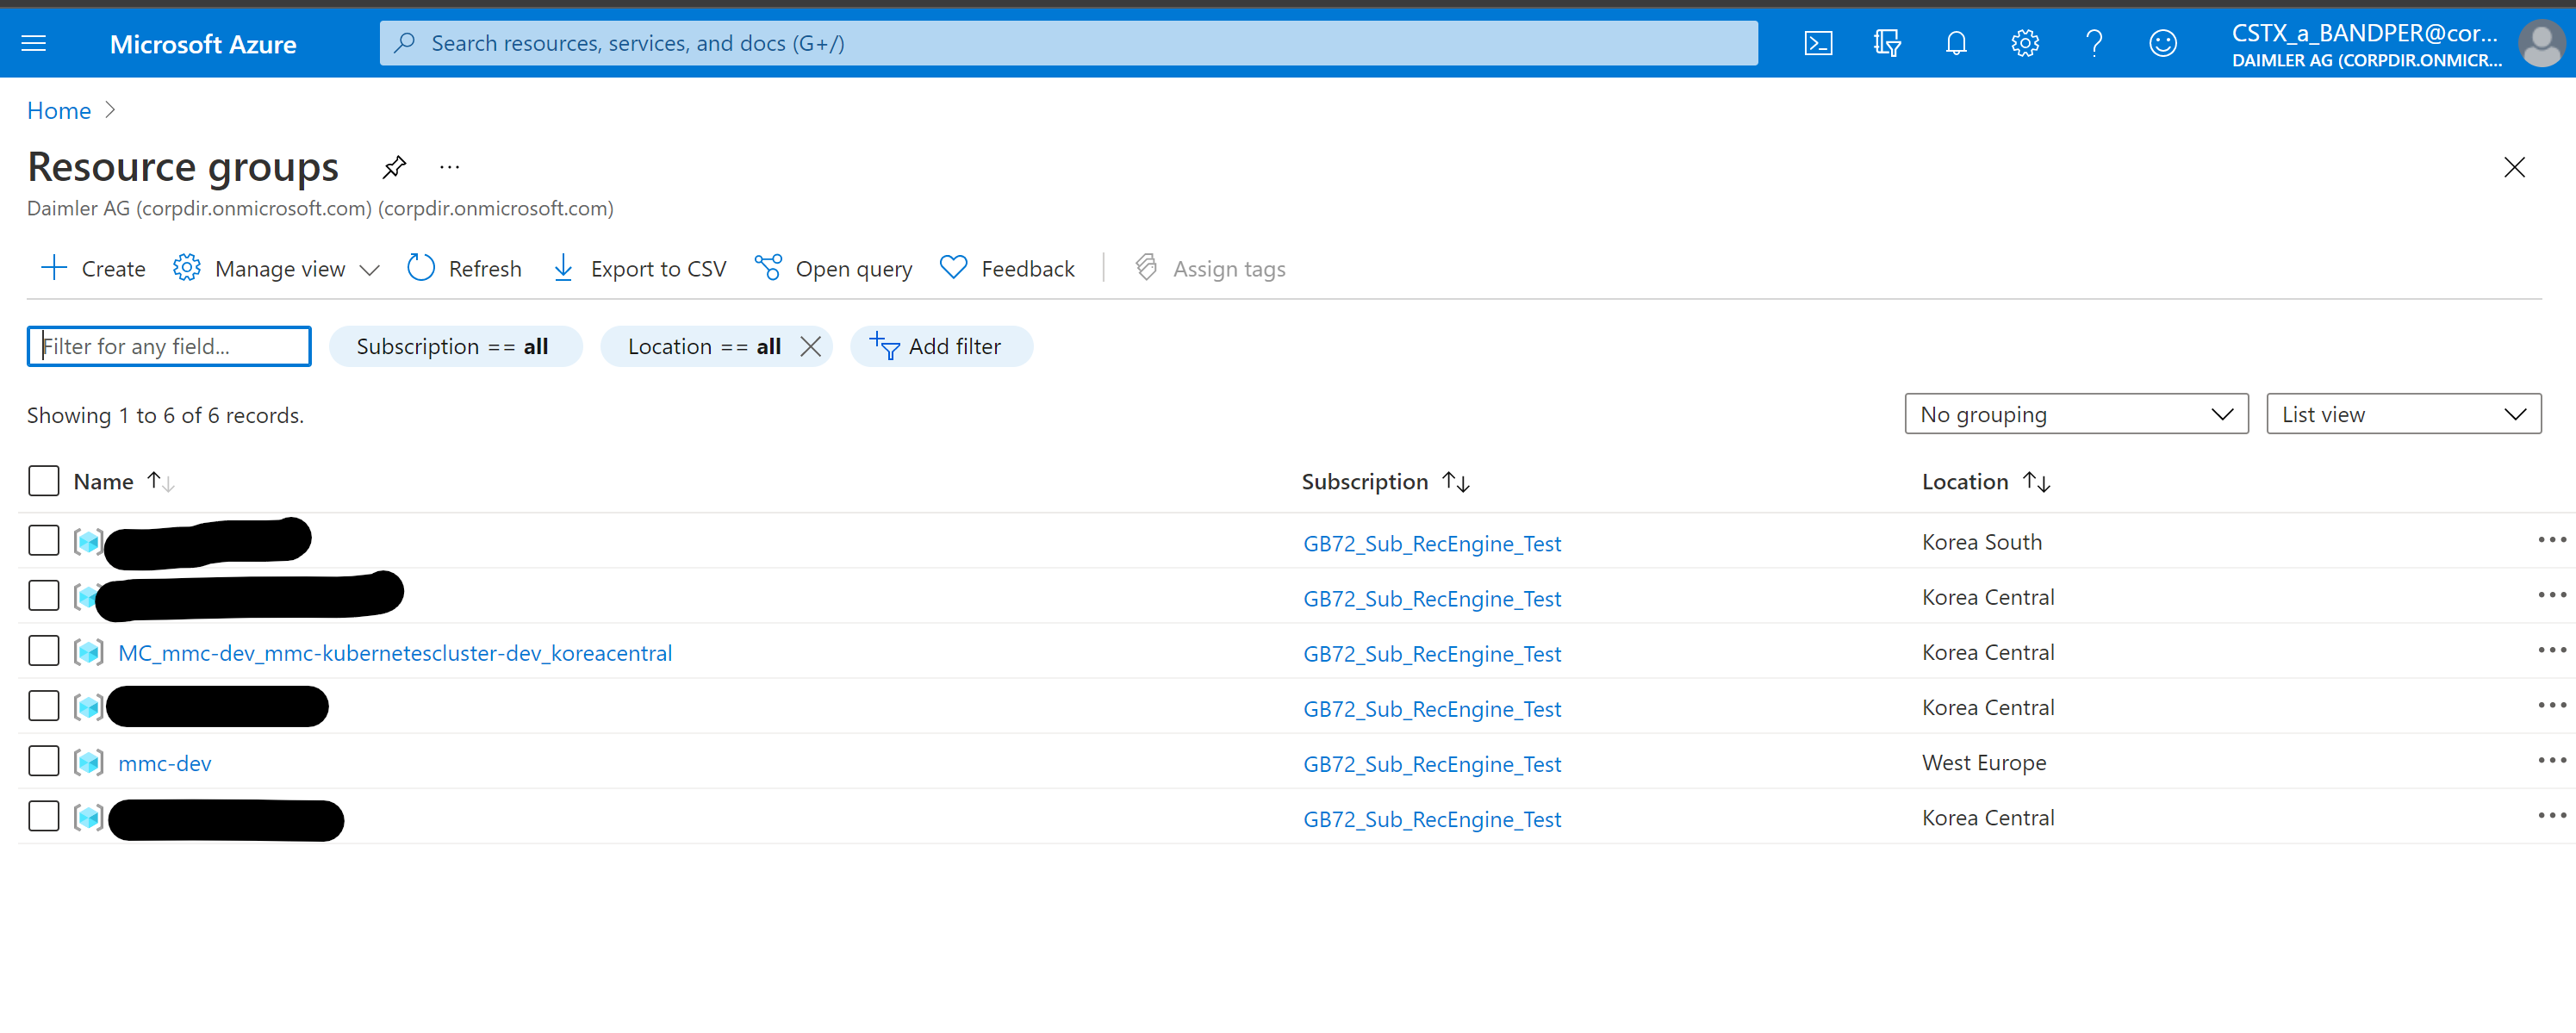 Microsoft Azure
Search resources, services, and docs (G+/)
CSTX_a_BANDPER@cor...
DAIMLER AG (CORPDIR.ONMICR...
Home
Resource groups
Daimler AG (corpdir.onmicrosoft.com) (corpdir.onmicrosoft.com)
Create Manage view Refresh Export to CSV Open query Feedback Assign tags
Filter for any field... Subscription == all Location == all Add filter
Showing 1 to 6 of 6 records. No grouping List view
Name Subscription Location
GB72_Sub_RecEngine_Test Korea South
GB72_Sub_RecEngine_Test Korea Central
MC_mmc-dev_mmc-kubernetescluster-dev_koreacentral GB72_Sub_RecEngine_Test Korea Central
GB72_Sub_RecEngine_Test Korea Central
mmc-dev GB72_Sub_RecEngine_Test West Europe
GB72_Sub_RecEngine_Test Korea Central